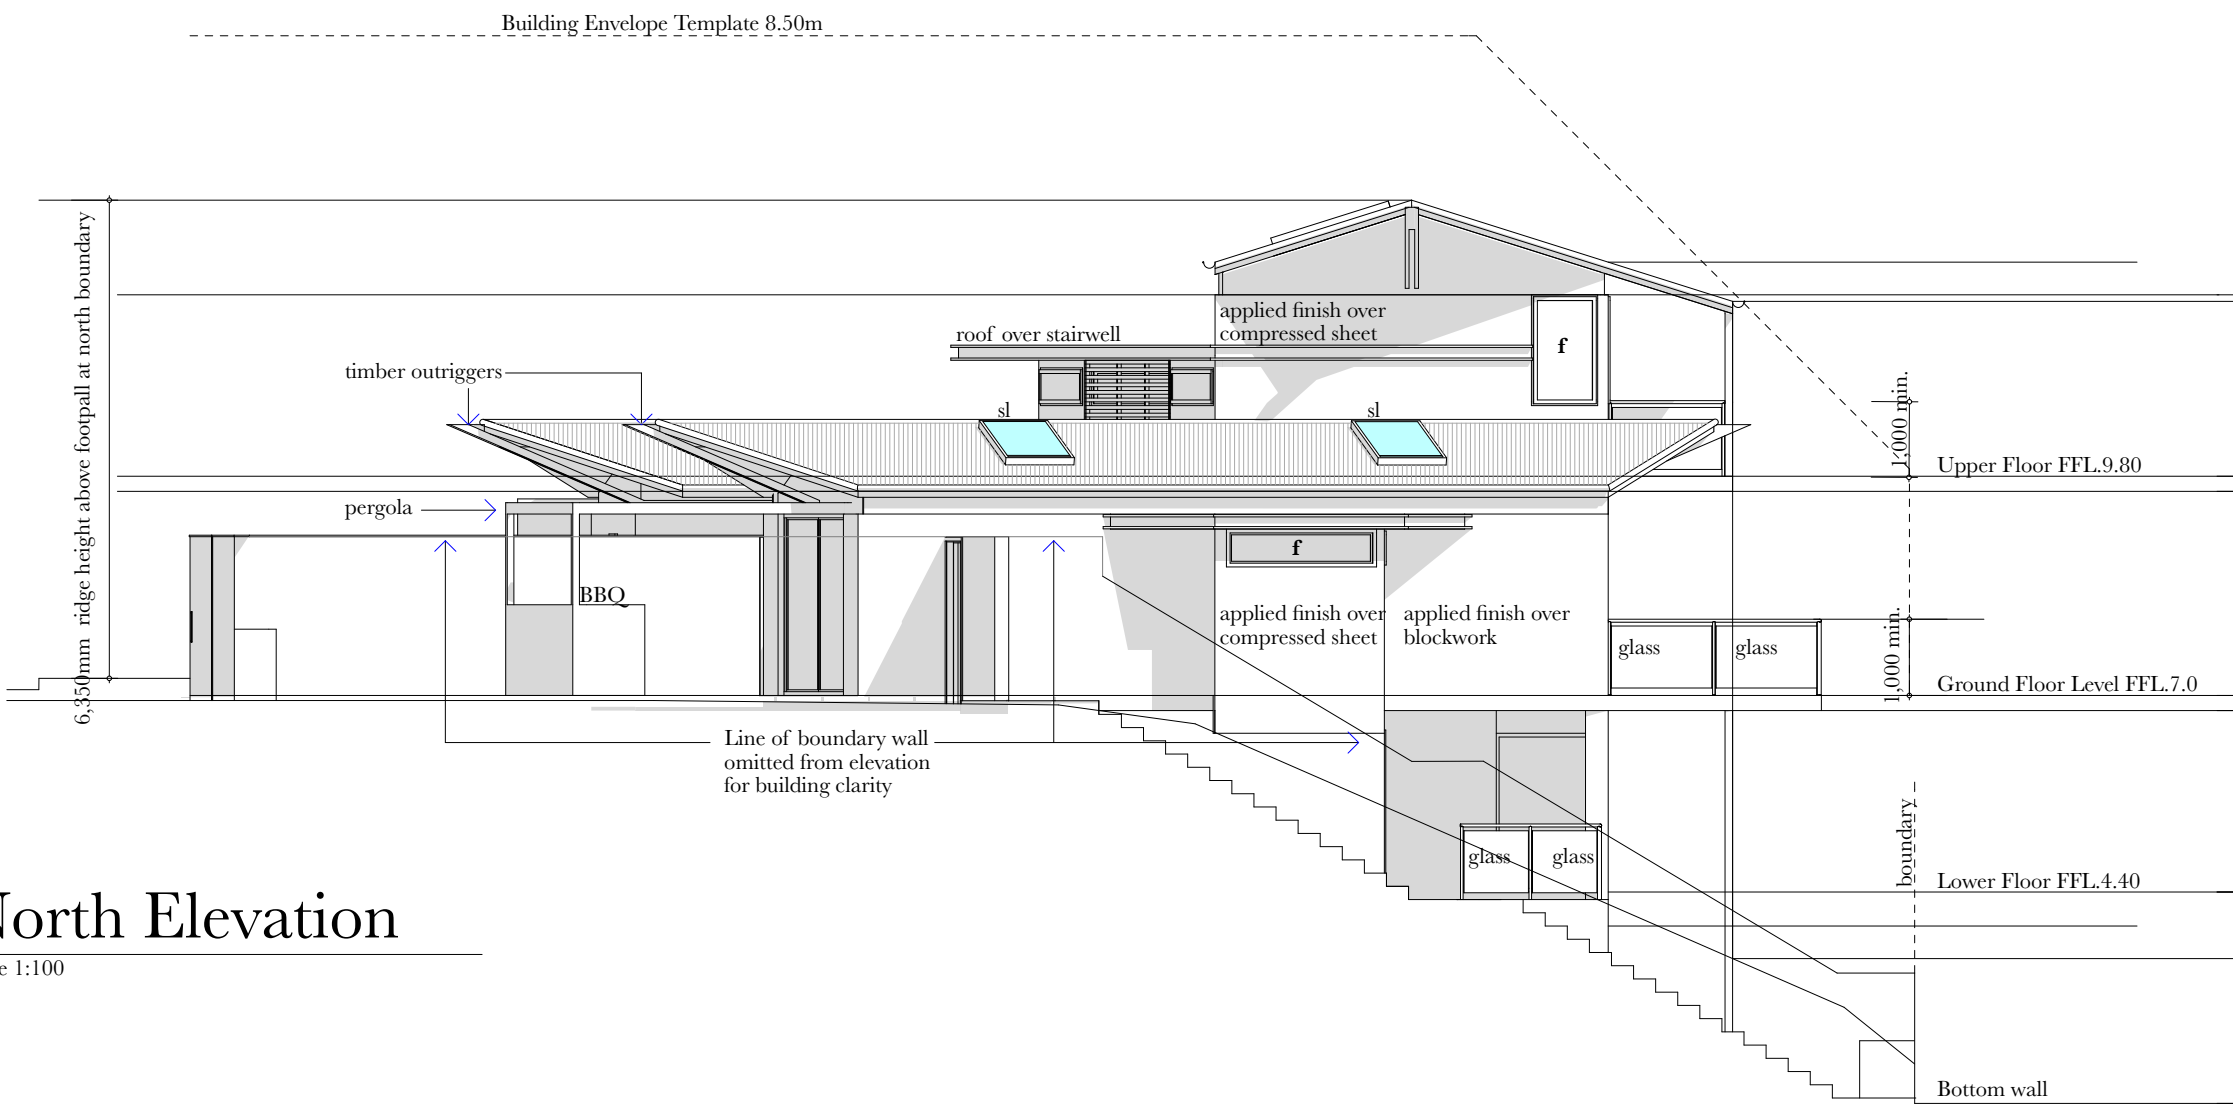 Building Envelope Template 8.50m
6,350mm ridge height above footpall at north boundary
applied finish over
compressed sheet
roof over stairwell
f
timber outriggers
sl
sl
1,000 min.
Upper Floor FFL.9.80
pergola
f
BBQ
applied finish over
compressed sheet
applied finish over
blockwork
glass
glass
1,000 min.
Ground Floor Level FFL.7.0
Line of boundary wall
omitted from elevation
for building clarity
boundary
glass
glass
Lower Floor FFL.4.40
North Elevation
e 1:100
Bottom wall